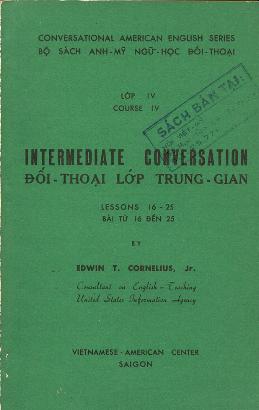 CONVERSATIONAL AMERICAN ENGLISH SERIES
BỘ SÁCH ANH-MỸ NGỮ-HỌC ĐỐI-THOẠI
LỚP IV
COURSE IV
SÁCH BÁN TẠI:
INTERMEDIATE CONVERSATION
ĐỐI-THOẠI LỚP TRUNG-GIAN
LESSONS 16-25
BÀI TỪ 16 ĐẾN 25
BY
EDWIN T. CORNELIUS, Jr.
Consultant on English-Teaching
United States Information Agency
VIETNAMESE-AMERICAN CENTER
SAIGON